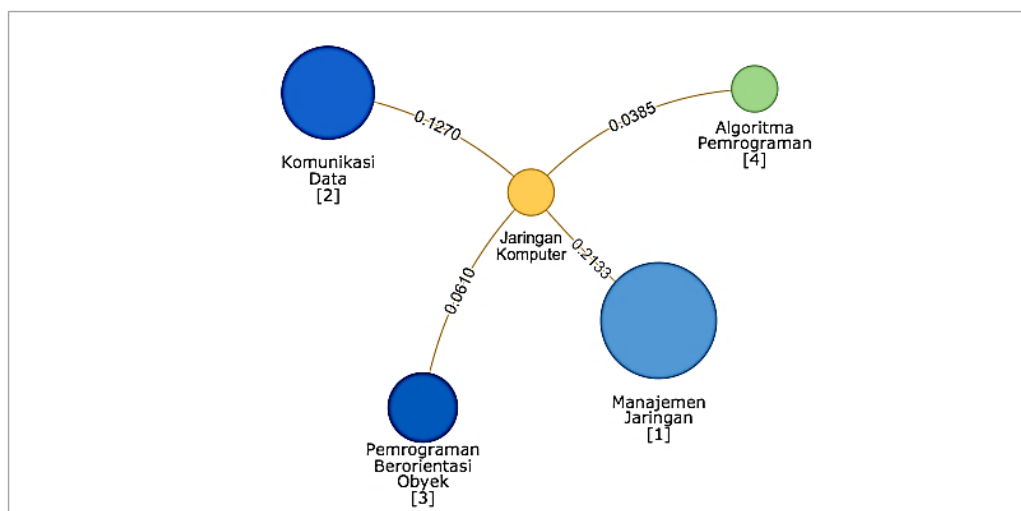 0.1270
0.0385
Komunikasi
Data
[2]
Algoritma
Pemrograman
[4]
Jaringan
Komputer
0.2133
0.0610
Manajemen
Jaringan
[1]
Pemrograman
Berorientasi
Obyek
[3]